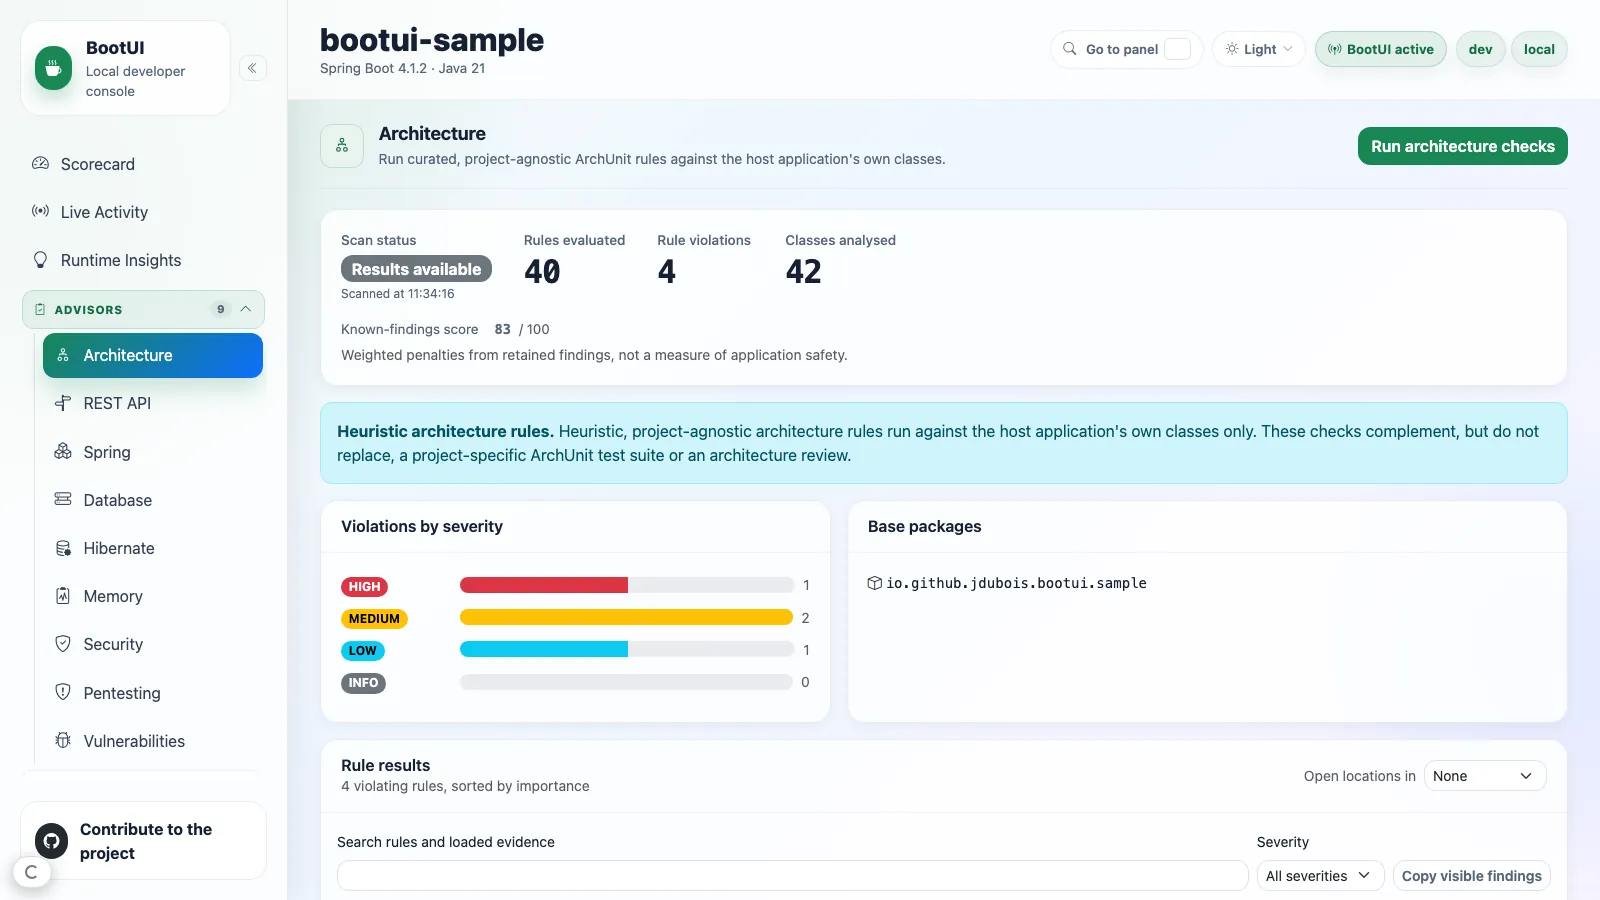 BootUI
Local developer
console
Scorecard
Live Activity
Runtime Insights
ADVISORS 9
Architecture
REST API
Spring
Database
Hibernate
Memory
Security
Pentesting
Vulnerabilities
Contribute to the
project
C
bootui-sample
Spring Boot 4.1.2 · Java 21
Go to panel
Light
BootUI active
dev
local
Architecture
Run curated, project-agnostic ArchUnit rules against the host application's own classes.
Run architecture checks
Scan status
Results available
Scanned at 11:34:16
Rules evaluated
40
Rule violations
4
Classes analysed
42
Known-findings score 83 / 100
Weighted penalties from retained findings, not a measure of application safety.
Heuristic architecture rules. Heuristic, project-agnostic architecture rules run against the host application's own classes only. These checks complement, but do not
replace, a project-specific ArchUnit test suite or an architecture review.
Violations by severity
HIGH 1
MEDIUM 2
LOW 1
INFO 0
Base packages
io.github.jdubois.bootui.sample
Rule results
4 violating rules, sorted by importance
Open locations in None
Search rules and loaded evidence
Severity
All severities
Copy visible findings